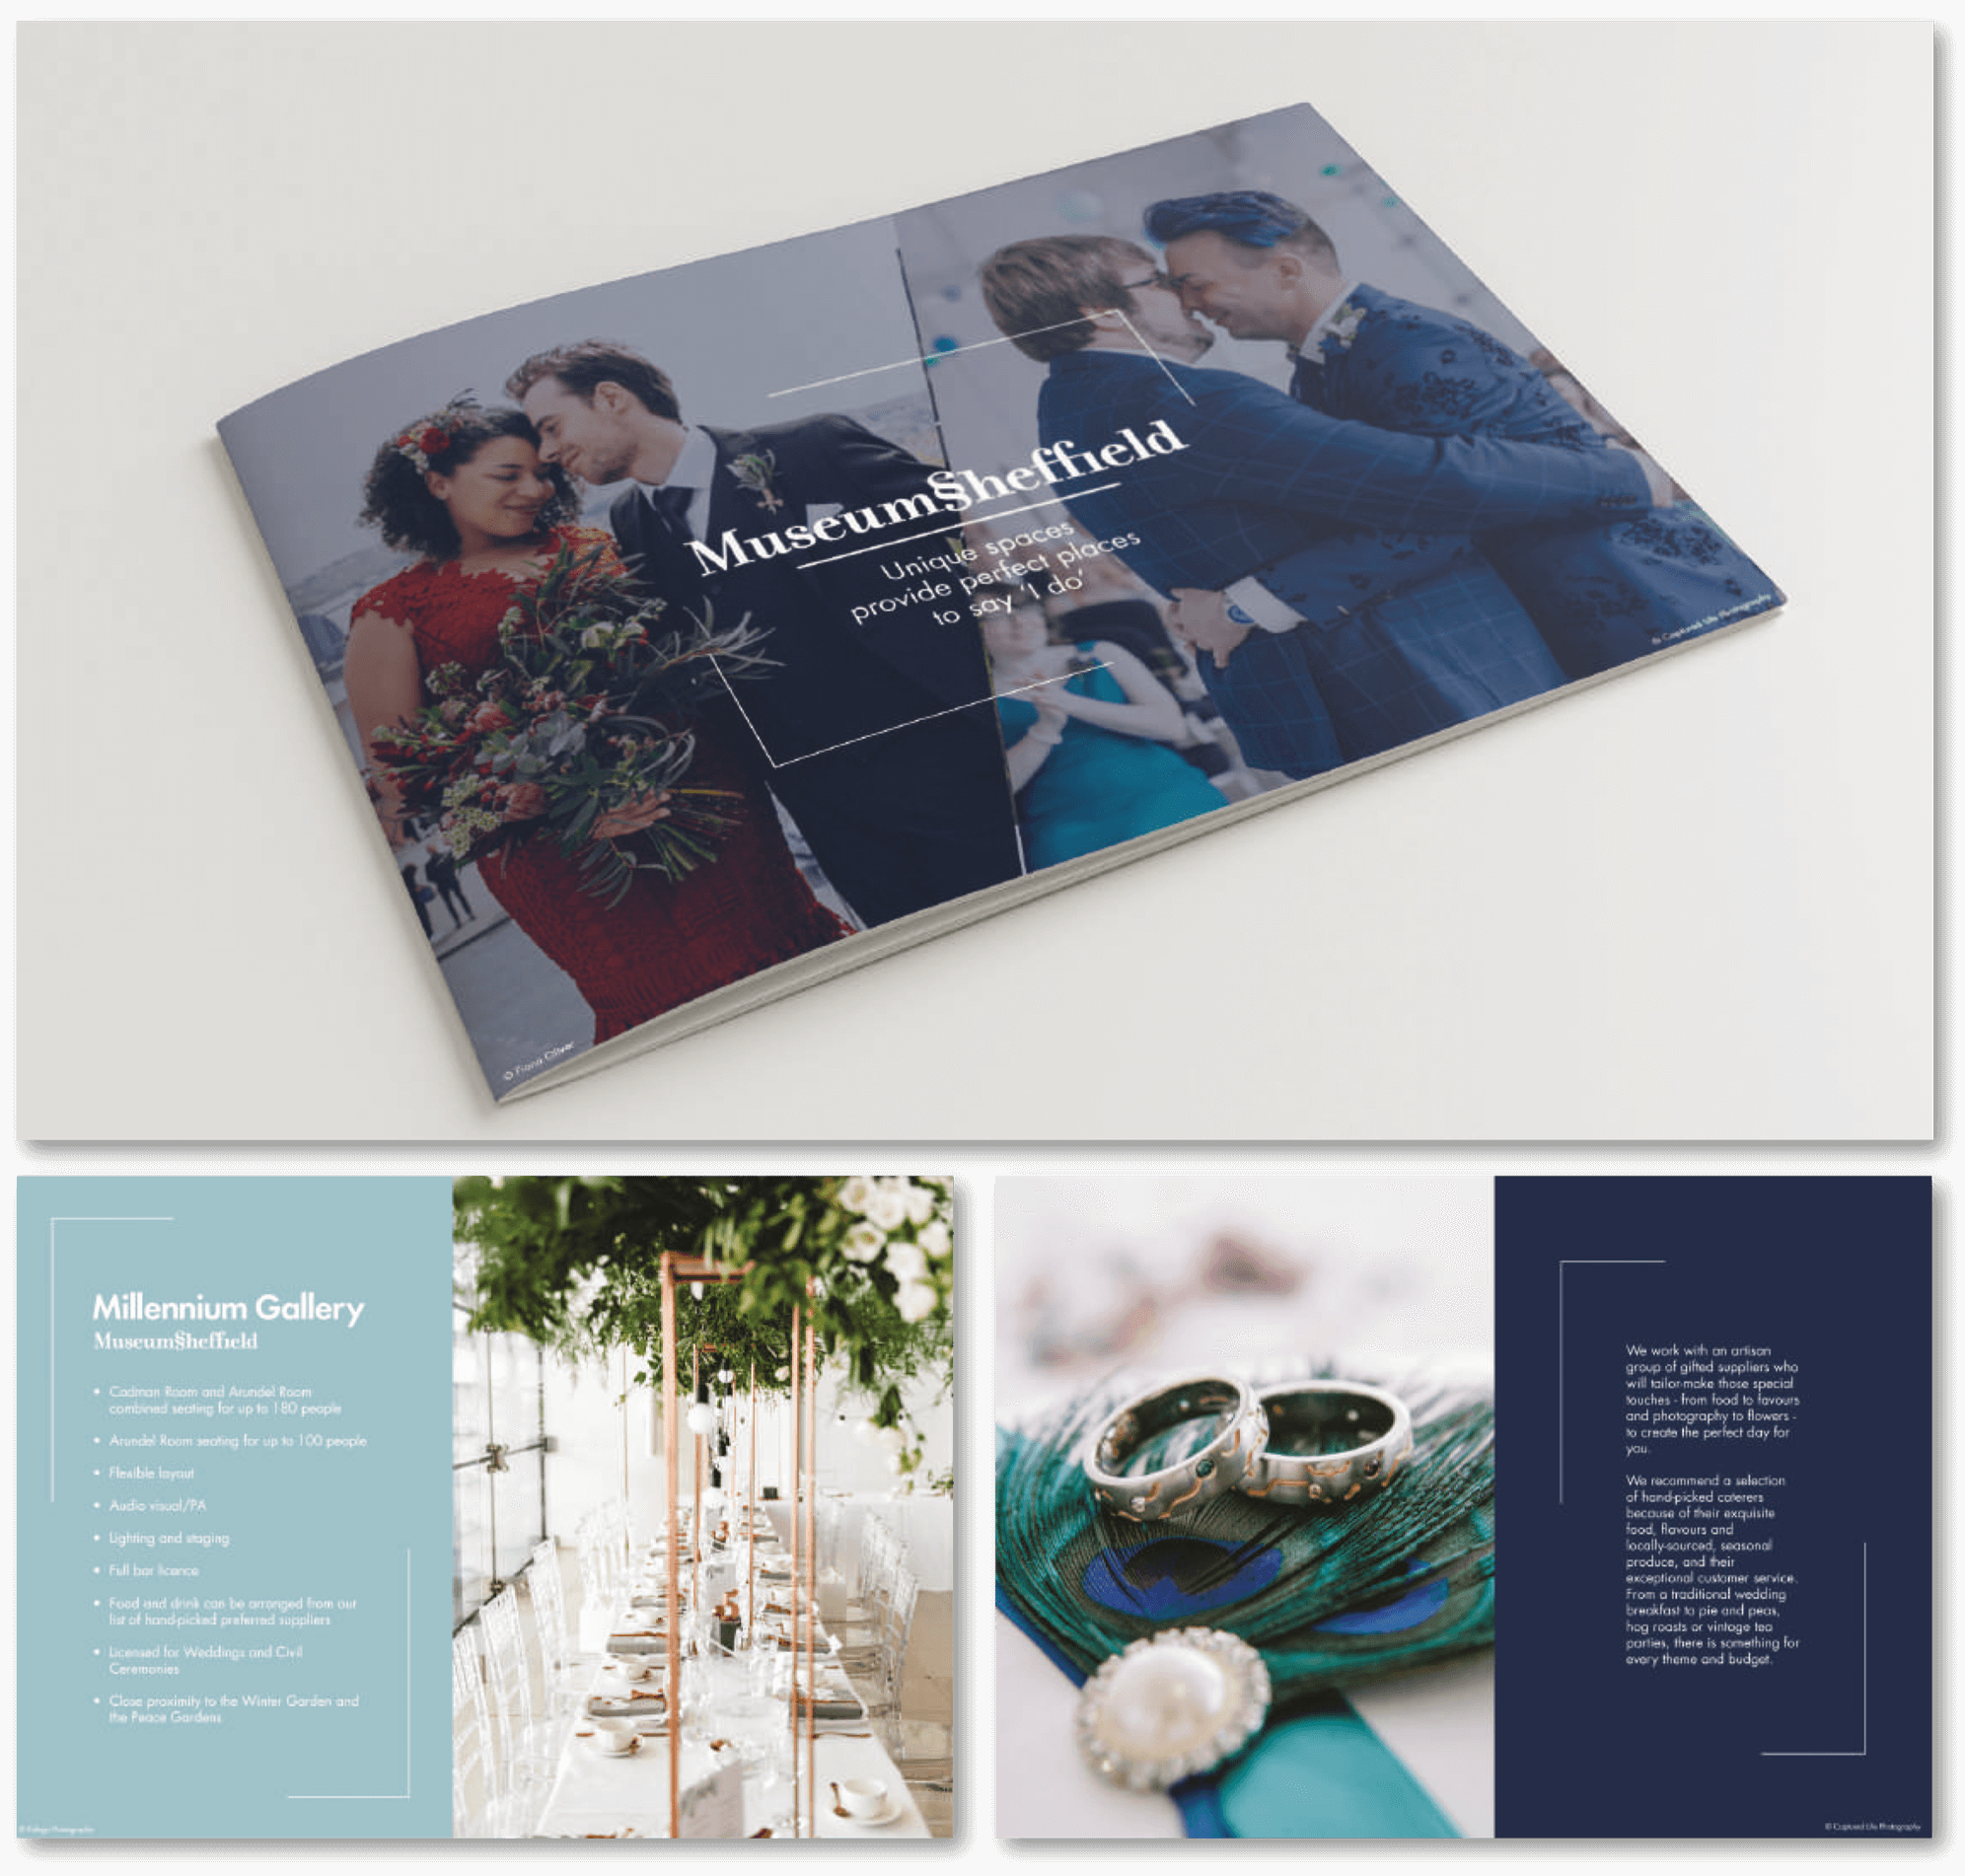 Museum§heffield
Unique spaces
provide perfect places
to say 'I do'
© Captured Life Photography
© Fiona Oliver
Millennium Gallery
Museum§heffield
• Cadman Room and Arundel Room
combined seating for up to 180 people
• Arundel Room seating for up to 100 people
• Flexible layout
• Audio visual/PA
• Lighting and staging
• Full bar licence
• Food and drink can be arranged from our
list of hand-picked preferred suppliers
• Licensed for Weddings and Civil
Ceremonies
• Close proximity to the Winter Garden and
the Peace Gardens
We work with an artisan
group of gifted suppliers who
will tailor-make those special
touches - from food to favours
and photography to flowers -
to create the perfect day for
you.
We recommend a selection
of hand-picked caterers
because of their exquisite
food, flavours and
locally-sourced, seasonal
produce, and their
exceptional customer service.
From a traditional wedding
breakfast to pie and peas,
hog roasts or vintage tea
parties, there is something for
every theme and budget.
© Captured Life Photography